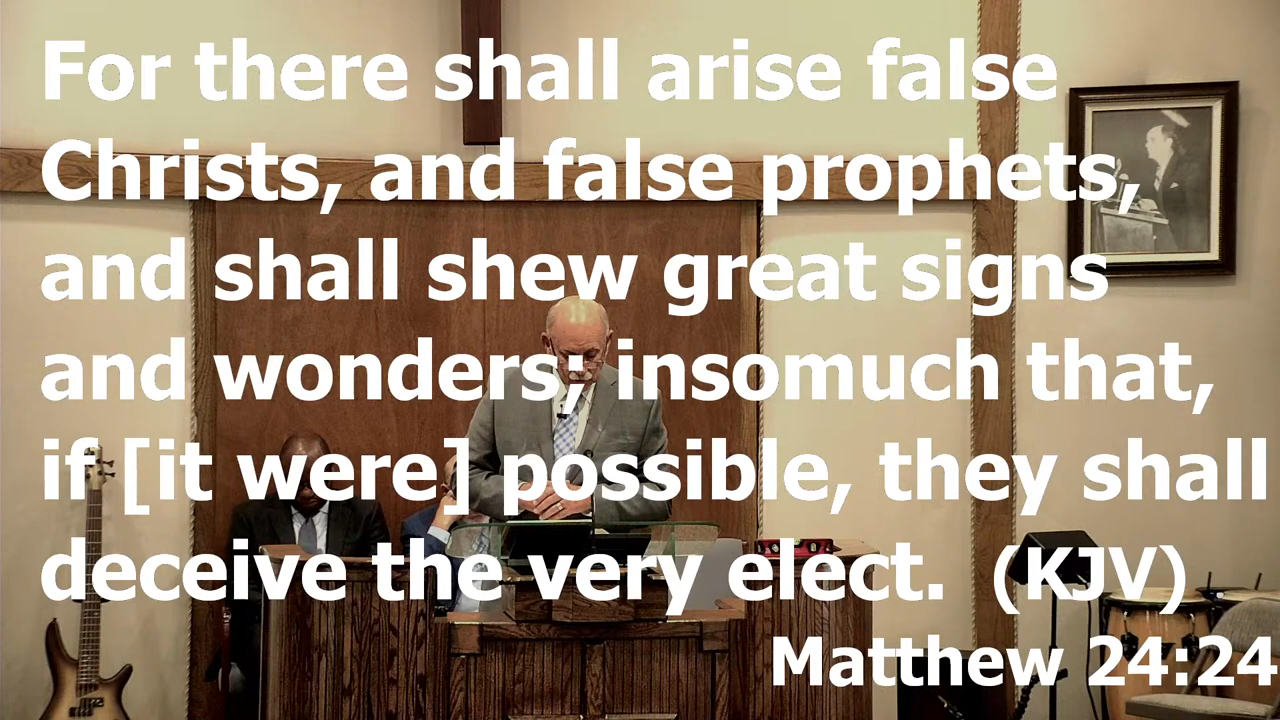 For there shall arise false
Christs, and false prophets,
and shall shew great signs
and wonders; insomuch that,
if [it were] possible, they shall
deceive the very elect. (KJV)
Matthew 24:24